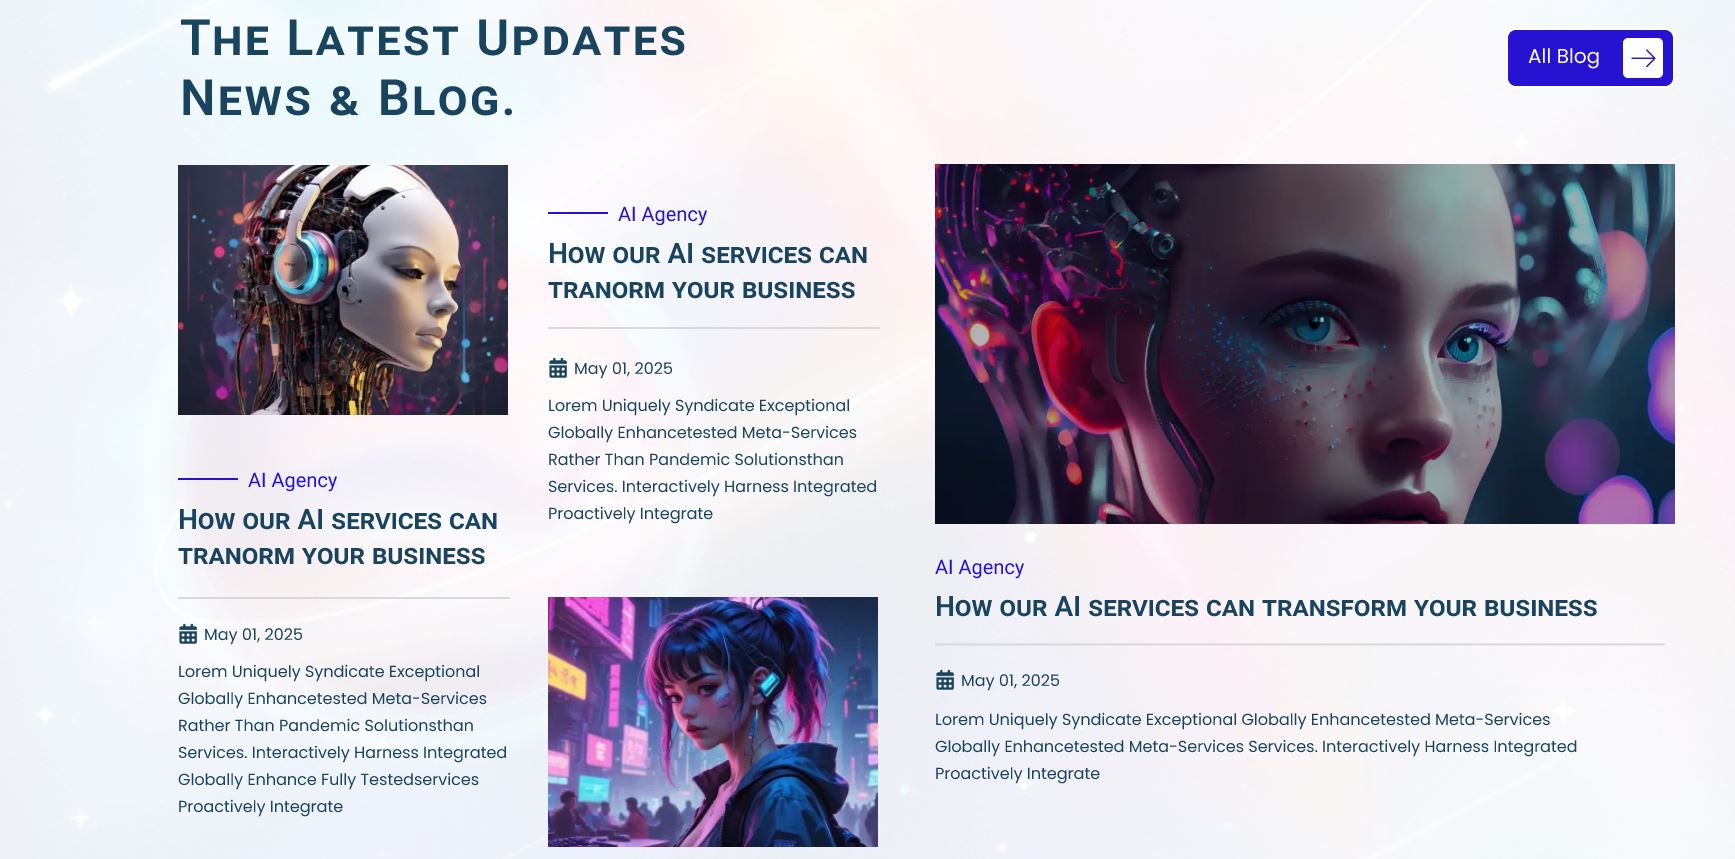 The Latest Updates
News & Blog.
All Blog
AI Agency
How our AI services can
tranorm your business
May 01, 2025
Lorem Uniquely Syndicate Exceptional
Globally Enhancetested Meta-Services
Rather Than Pandemic Solutionsthan
Services. Interactively Harness Integrated
Globally Enhance Fully Testedservices
Proactively Integrate
AI Agency
How our AI services can
tranorm your business
May 01, 2025
Lorem Uniquely Syndicate Exceptional
Globally Enhancetested Meta-Services
Rather Than Pandemic Solutionsthan
Services. Interactively Harness Integrated
Proactively Integrate
AI Agency
How our AI services can transform your business
May 01, 2025
Lorem Uniquely Syndicate Exceptional Globally Enhancetested Meta-Services
Globally Enhancetested Meta-Services Services. Interactively Harness Integrated
Proactively Integrate